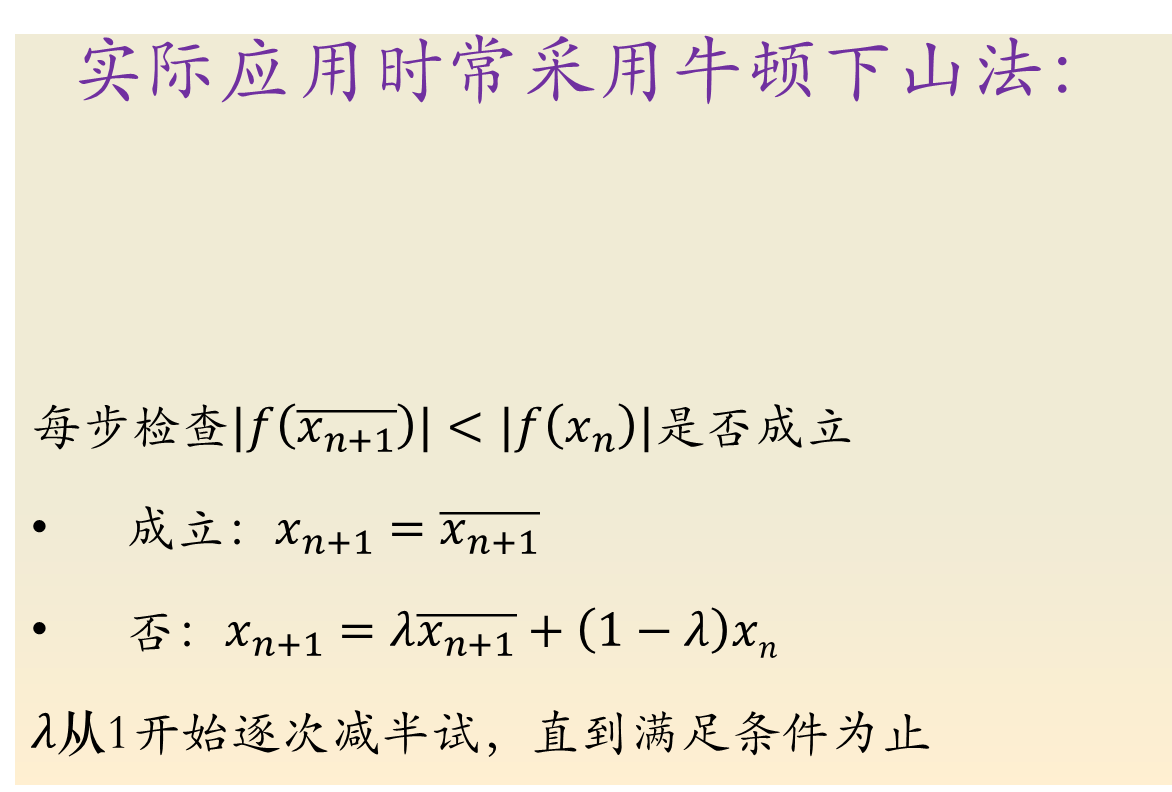 实际应用时常采用牛顿下山法：
每步检查|f(x̅ₙ₊₁)| < |f(xₙ)|是否成立
• 成立：xₙ₊₁ = x̅ₙ₊₁
• 否：xₙ₊₁ = λx̅ₙ₊₁ + (1 − λ)xₙ
λ从1开始逐次减半试，直到满足条件为止